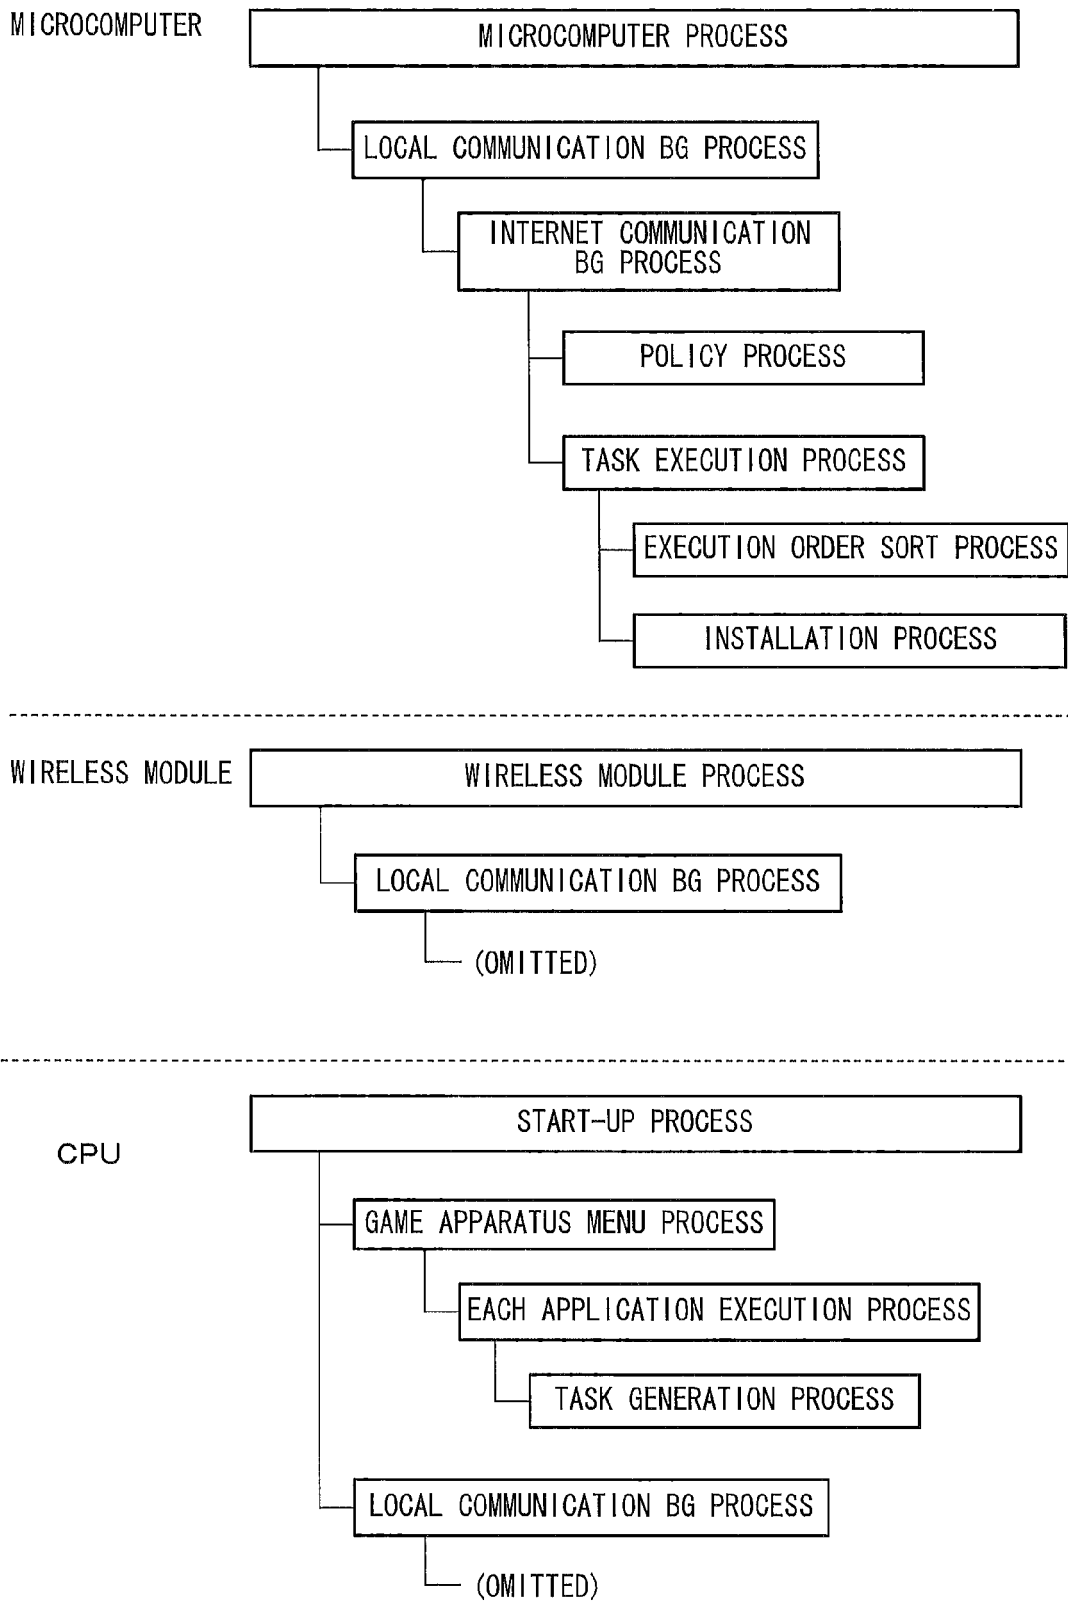 MICROCOMPUTER
MICROCOMPUTER PROCESS
LOCAL COMMUNICATION BG PROCESS
INTERNET COMMUNICATION
BG PROCESS
POLICY PROCESS
TASK EXECUTION PROCESS
EXECUTION ORDER SORT PROCESS
INSTALLATION PROCESS
WIRELESS MODULE
WIRELESS MODULE PROCESS
LOCAL COMMUNICATION BG PROCESS
(OMITTED)
CPU
START-UP PROCESS
GAME APPARATUS MENU PROCESS
EACH APPLICATION EXECUTION PROCESS
TASK GENERATION PROCESS
LOCAL COMMUNICATION BG PROCESS
(OMITTED)